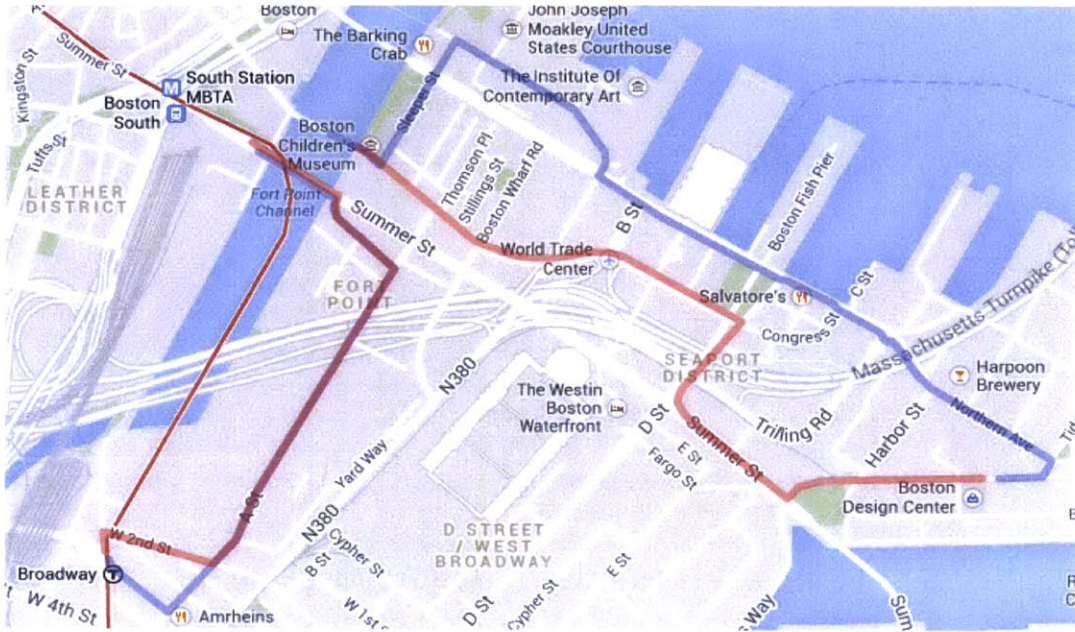 Boston
Summer St
Kingston St
South Station
MBTA
Boston
South
Tufts St
LEATHER
DISTRICT
The Barking
Crab
John Joseph
Moakley United
States Courthouse
The Institute Of
Contemporary Art
Sleeper St
Boston
Children's
Museum
Fort Point
Channel
Thomson Pl
Stillings St
Boston Wharf Rd
Summer St
B St
World Trade
Center
Boston Fish Pier
FORT
POINT
Salvatore's
C St
Congress St
Massachusetts Turnpike (Toll
SEAPORT
DISTRICT
Harpoon
Brewery
N380
The Westin
Boston
Waterfront
D St
E St
Fargo St
Summer St
Trilling Rd
Harbor St
Northern Ave
Tid
Yard Way
A St
Boston
Design Center
N380
W 2nd St
Broadway
W 4th St
Amrheins
B St
Cypher St
W 1st St
D STREET
/ WEST
BROADWAY
E St
D St
Cypher St
s Way
Sum
B
R
C